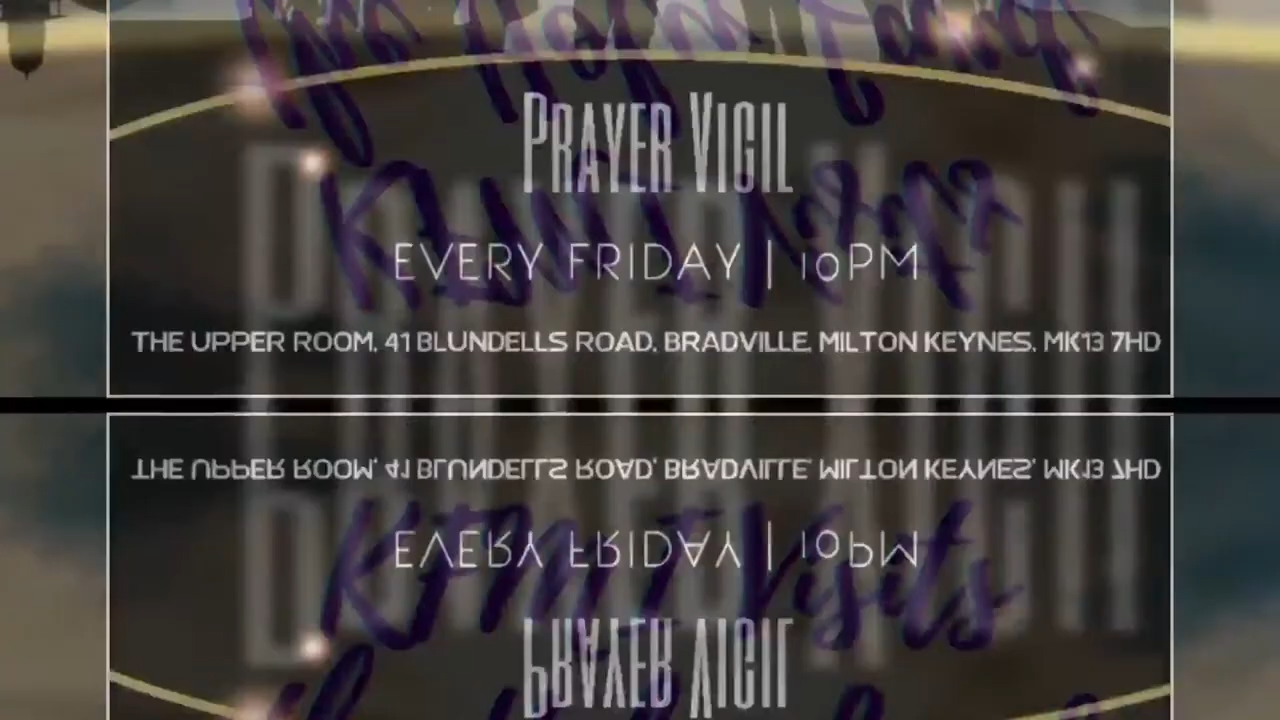 PRAYER VIGIL
EVERY FRIDAY | 10PM
THE UPPER ROOM, 41 BLUNDELLS ROAD, BRADVILLE, MILTON KEYNES, MK13 7HD
THE UPPER ROOM, 41 BLUNDELLS ROAD, BRADVILLE, MILTON KEYNES, MK13 7HD
EVERY FRIDAY | 10PM
Visits
PRAYER VIGIL